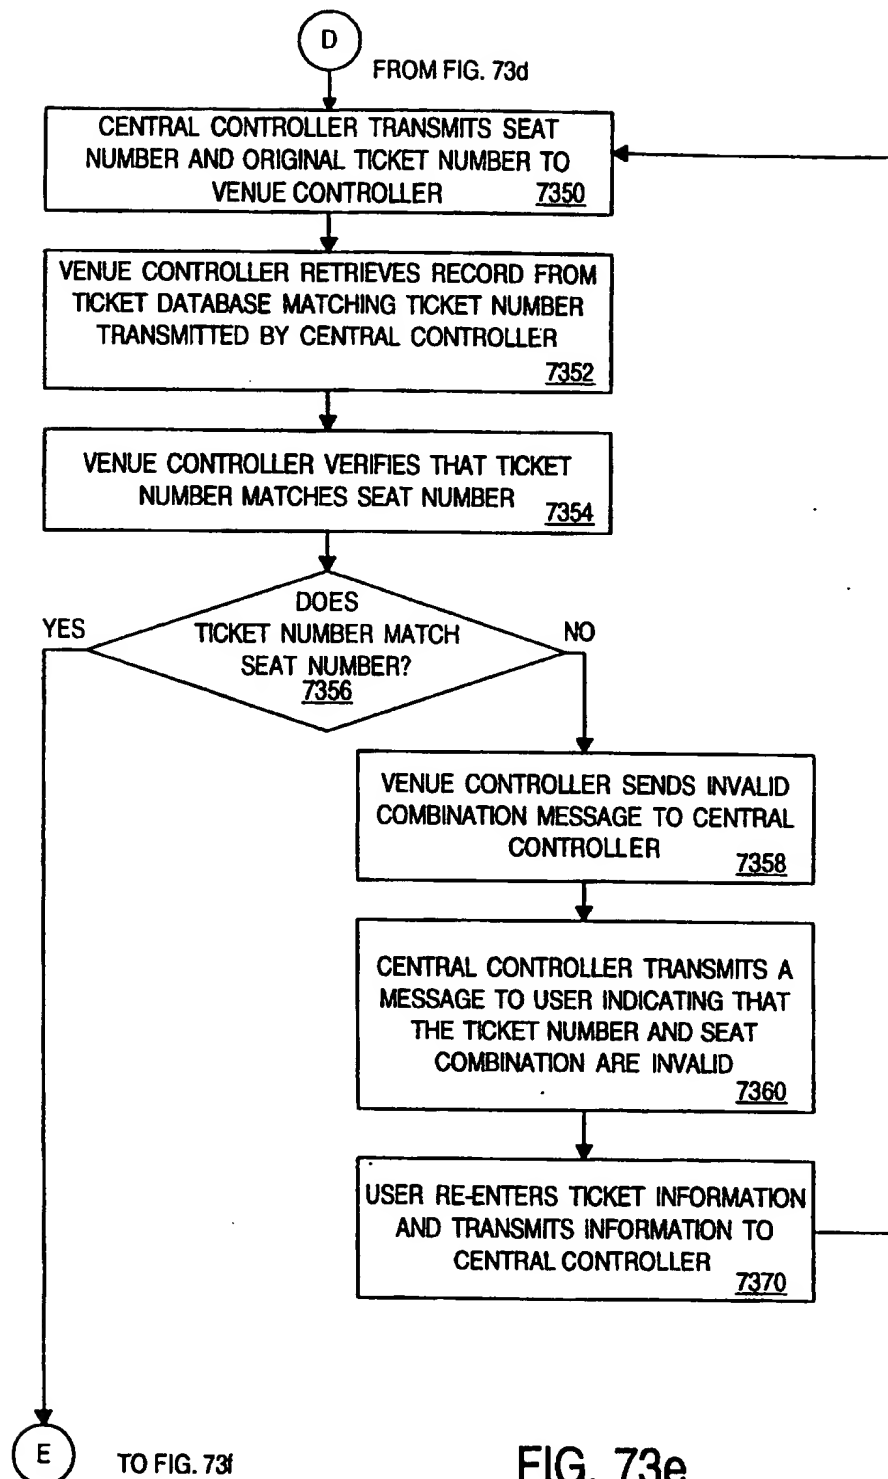 D
FROM FIG. 73d
CENTRAL CONTROLLER TRANSMITS SEAT
NUMBER AND ORIGINAL TICKET NUMBER TO
VENUE CONTROLLER 7350
VENUE CONTROLLER RETRIEVES RECORD FROM
TICKET DATABASE MATCHING TICKET NUMBER
TRANSMITTED BY CENTRAL CONTROLLER
7352
VENUE CONTROLLER VERIFIES THAT TICKET
NUMBER MATCHES SEAT NUMBER
7354
DOES
TICKET NUMBER MATCH
SEAT NUMBER?
7356
YES
NO
VENUE CONTROLLER SENDS INVALID
COMBINATION MESSAGE TO CENTRAL
CONTROLLER
7358
CENTRAL CONTROLLER TRANSMITS A
MESSAGE TO USER INDICATING THAT
THE TICKET NUMBER AND SEAT
COMBINATION ARE INVALID
7360
USER RE-ENTERS TICKET INFORMATION
AND TRANSMITS INFORMATION TO
CENTRAL CONTROLLER
7370
E
TO FIG. 73f
FIG. 73e